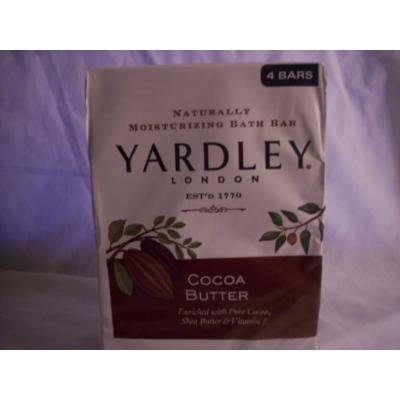 4 BARS
NATURALLY
MOISTURIZING BATH BAR
YARDLEY®
LONDON
EST'D 1770
COCOA
BUTTER
Enriched with Pure Cocoa,
Shea Butter & Vitamin E